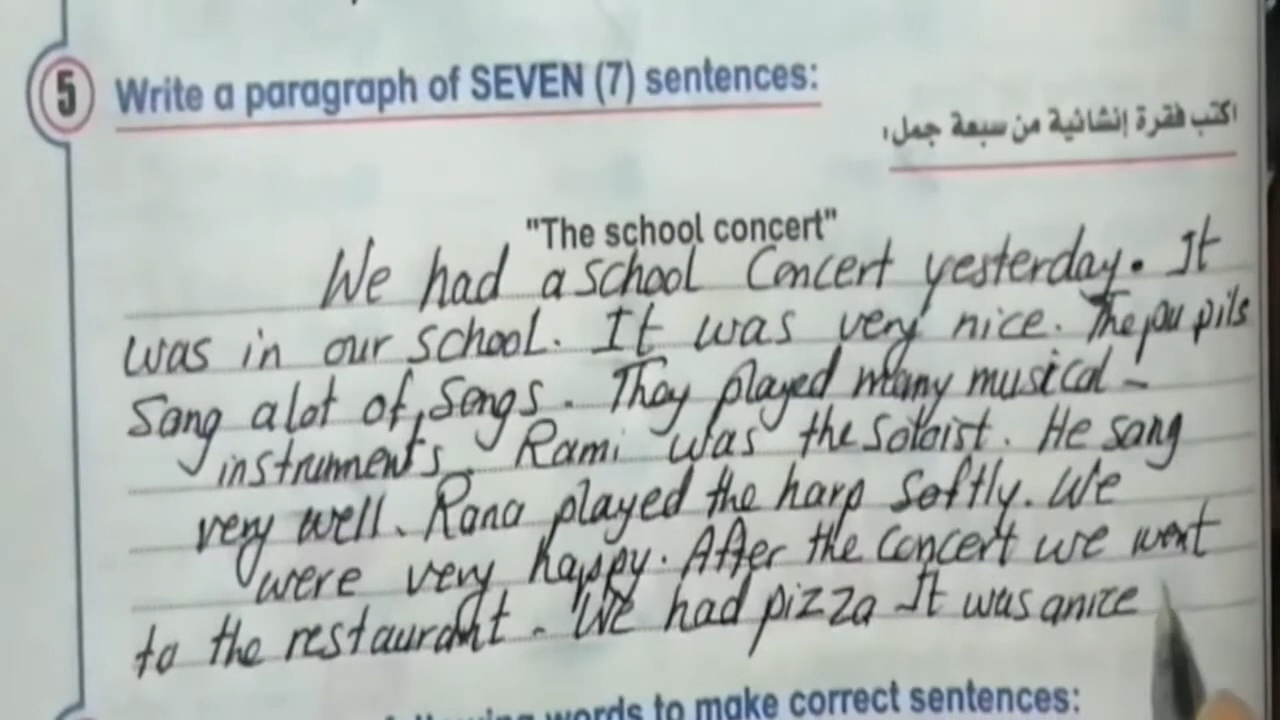 5 Write a paragraph of SEVEN (7) sentences:
اكتب فقرة إنشائية من سبعة جمل:
"The school concert"
We had a school Concert yesterday. It
was in our school. It was very nice. The pupils
Sang a lot of Songs. They played many musical -
instruments. Rami was the soloist. He sang
very well. Rana played the harp Softly. We
were very happy. After the concert we went
to the restaurant. We had pizza It was a nice
following words to make correct sentences: